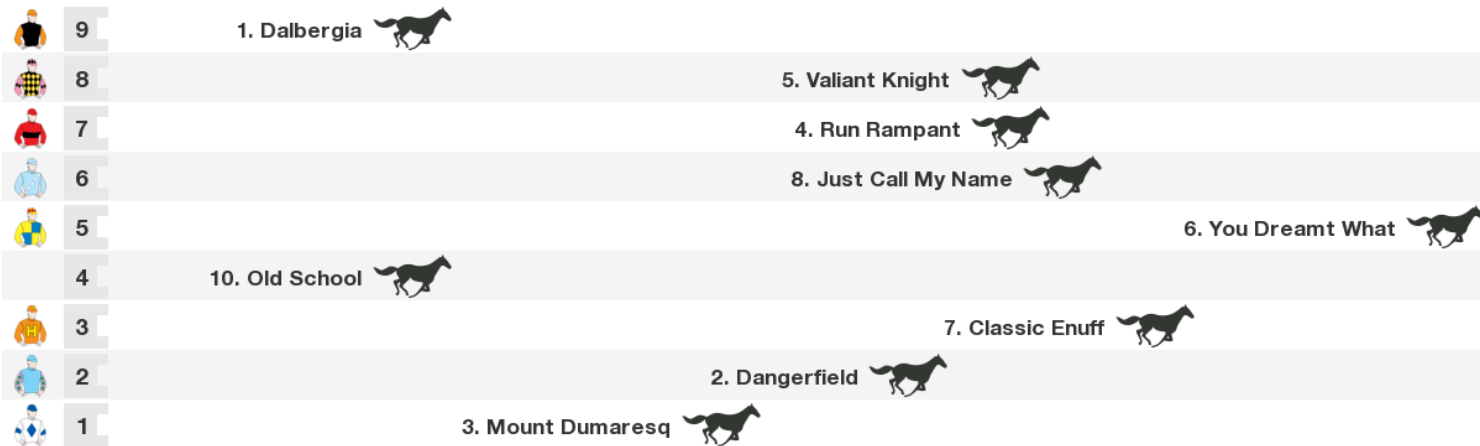 9 1. Dalbergia
8 5. Valiant Knight
7 4. Run Rampant
6 8. Just Call My Name
5 6. You Dreamt What
4 10. Old School
3 H 7. Classic Enuff
2 2. Dangerfield
1 3. Mount Dumaresq